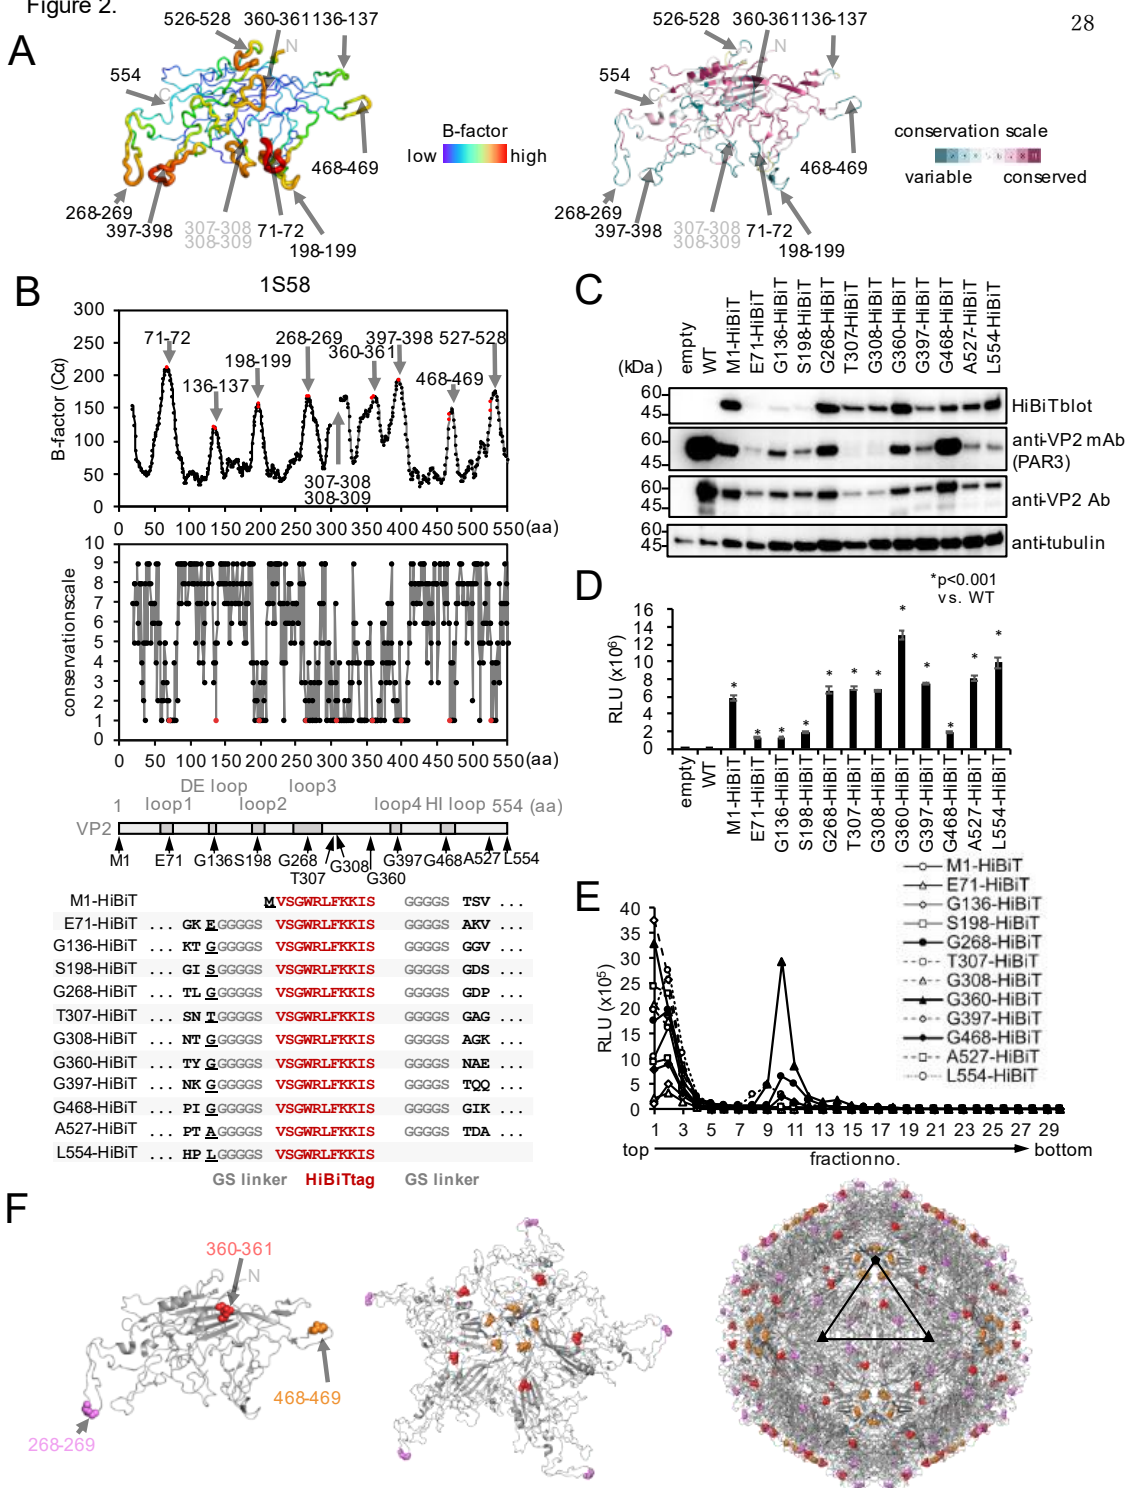 Figure 2.
28
A
526-528 360-361 136-137
N
554
C
468-469
268-269
397-398
307-308
308-309
71-72
198-199
B-factor
low high
526-528 360-361 136-137
N
554
C
468-469
268-269
397-398
307-308
308-309
71-72
198-199
conservation scale
variable conserved
B
1S58
B-factor (Cα)
300
250
200
150
100
50
0
71-72
136-137
198-199
268-269
307-308
308-309
360-361
397-398
468-469
527-528
0 50 100 150 200 250 300 350 400 450 500 550 (aa)
conservation scale
10
9
8
7
6
5
4
3
2
1
0
0 50 100 150 200 250 300 350 400 450 500 550 (aa)
DE loop loop3
1 loop1 loop2 loop4 HI loop 554 (aa)
VP2
M1 E71 G136 S198 G268 T307 G308 G360 G397 G468 A527 L554
M1-HiBiT MVSGWRLFKKIS GGGGS TSV ...
E71-HiBiT ... GK EGGGGS VSGWRLFKKIS GGGGS AKV ...
G136-HiBiT ... KT GGGGGS VSGWRLFKKIS GGGGS GGV ...
S198-HiBiT ... GI SGGGGS VSGWRLFKKIS GGGGS GDS ...
G268-HiBiT ... TL GGGGGS VSGWRLFKKIS GGGGS GDP ...
T307-HiBiT ... SN TGGGGS VSGWRLFKKIS GGGGS GAG ...
G308-HiBiT ... NT GGGGGS VSGWRLFKKIS GGGGS AGK ...
G360-HiBiT ... TY GGGGGS VSGWRLFKKIS GGGGS NAE ...
G397-HiBiT ... NK GGGGGS VSGWRLFKKIS GGGGS TQQ ...
G468-HiBiT ... PI GGGGGS VSGWRLFKKIS GGGGS GIK ...
A527-HiBiT ... PT AGGGGS VSGWRLFKKIS GGGGS TDA ...
L554-HiBiT ... HP LGGGGS VSGWRLFKKIS
GS linker HiBiT tag GS linker
C
(kDa)
empty
WT
M1-HiBiT
E71-HiBiT
G136-HiBiT
S198-HiBiT
G268-HiBiT
T307-HiBiT
G308-HiBiT
G360-HiBiT
G397-HiBiT
G468-HiBiT
A527-HiBiT
L554-HiBiT
60
45
HiBiT blot
60
45
anti-VP2 mAb
(PAR3)
60
45
anti-VP2 Ab
60
45
anti-tubulin
D
*p<0.001
vs. WT
RLU (x10⁶)
16
14
12
10
8
6
4
2
0
* * * * * * * * * * * *
empty
WT
M1-HiBiT
E71-HiBiT
G136-HiBiT
S198-HiBiT
G268-HiBiT
T307-HiBiT
G308-HiBiT
G360-HiBiT
G397-HiBiT
G468-HiBiT
A527-HiBiT
L554-HiBiT
E
RLU (x10⁵)
40
35
30
25
20
15
10
5
0
M1-HiBiT
E71-HiBiT
G136-HiBiT
S198-HiBiT
G268-HiBiT
T307-HiBiT
G308-HiBiT
G360-HiBiT
G397-HiBiT
G468-HiBiT
A527-HiBiT
L554-HiBiT
1 3 5 7 9 11 13 15 17 19 21 23 25 27 29
top bottom
fraction no.
F
360-361
N
468-469
268-269